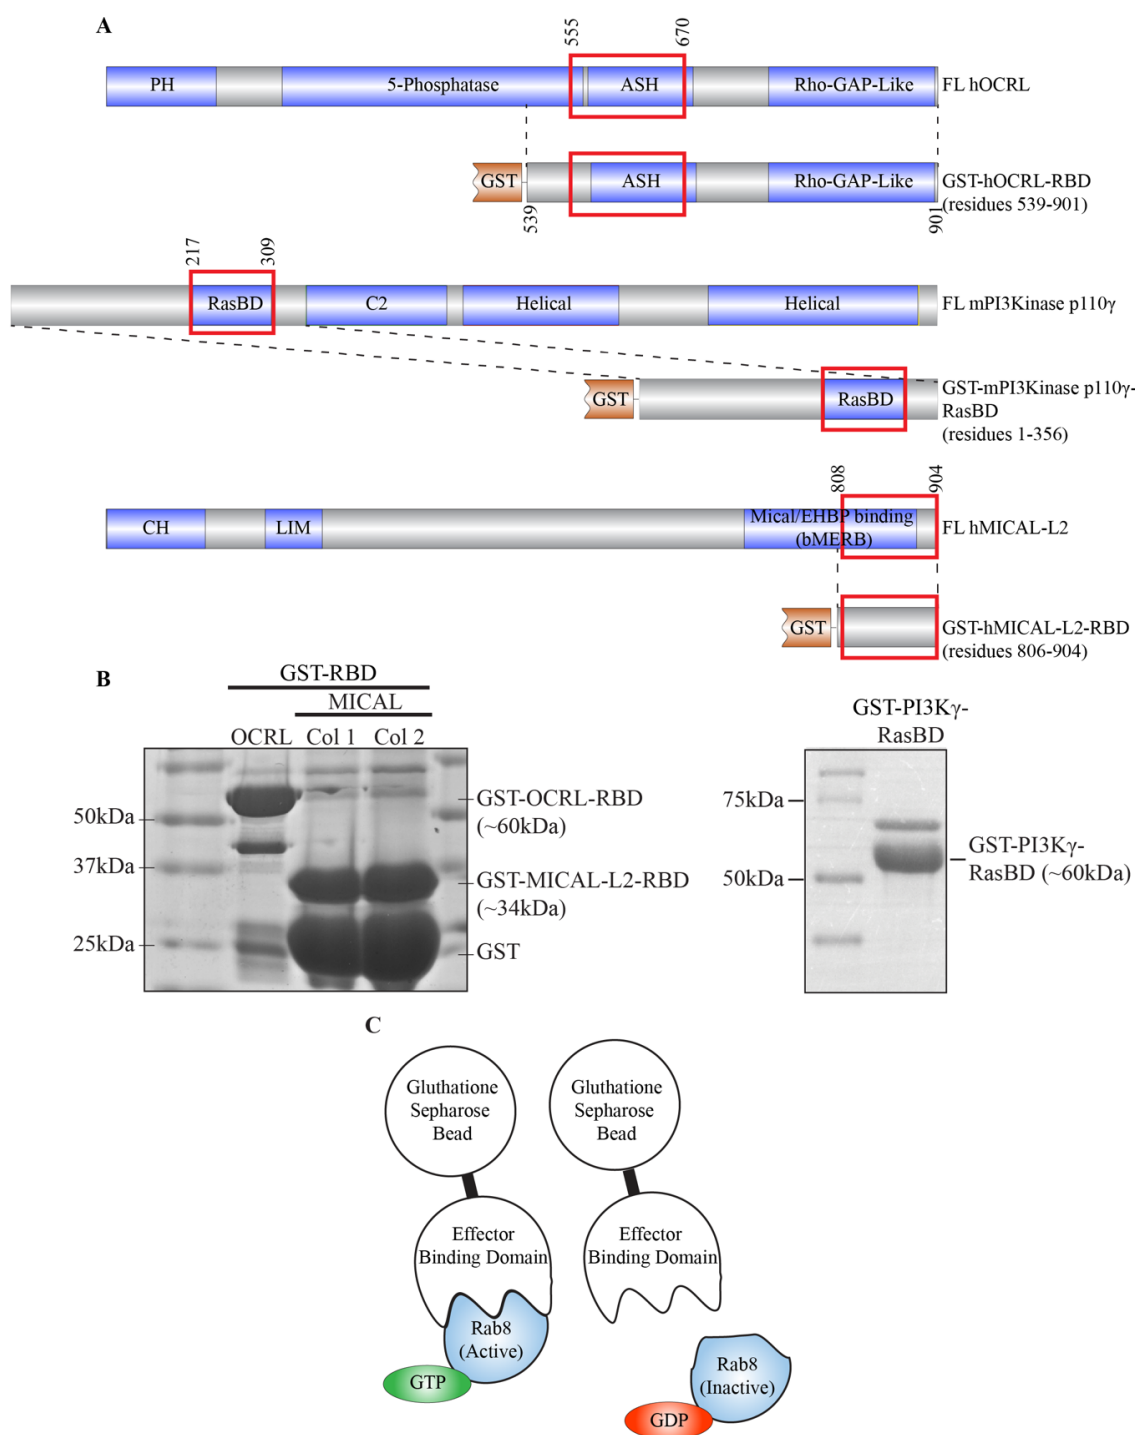 A
555
670
PH
5-Phosphatase
ASH
Rho-GAP-Like
FL hOCRL
GST
ASH
Rho-GAP-Like
GST-hOCRL-RBD
(residues 539-901)
539
901
217
309
RasBD
C2
Helical
Helical
FL mPI3Kinase p110γ
GST
RasBD
GST-mPI3Kinase p110γ-
RasBD
(residues 1-356)
808
904
CH
LIM
Mical/EHBP binding
(bMERB)
FL hMICAL-L2
GST
GST-hMICAL-L2-RBD
(residues 806-904)
B
GST-RBD
MICAL
OCRL
Col 1
Col 2
50kDa
37kDa
25kDa
GST-OCRL-RBD
(~60kDa)
GST-MICAL-L2-RBD
(~34kDa)
GST
GST-PI3Kγ-
RasBD
75kDa
50kDa
GST-PI3Kγ-
RasBD (~60kDa)
C
Gluthatione
Sepharose
Bead
Effector
Binding Domain
Rab8
(Active)
GTP
Gluthatione
Sepharose
Bead
Effector
Binding Domain
Rab8
(Inactive)
GDP